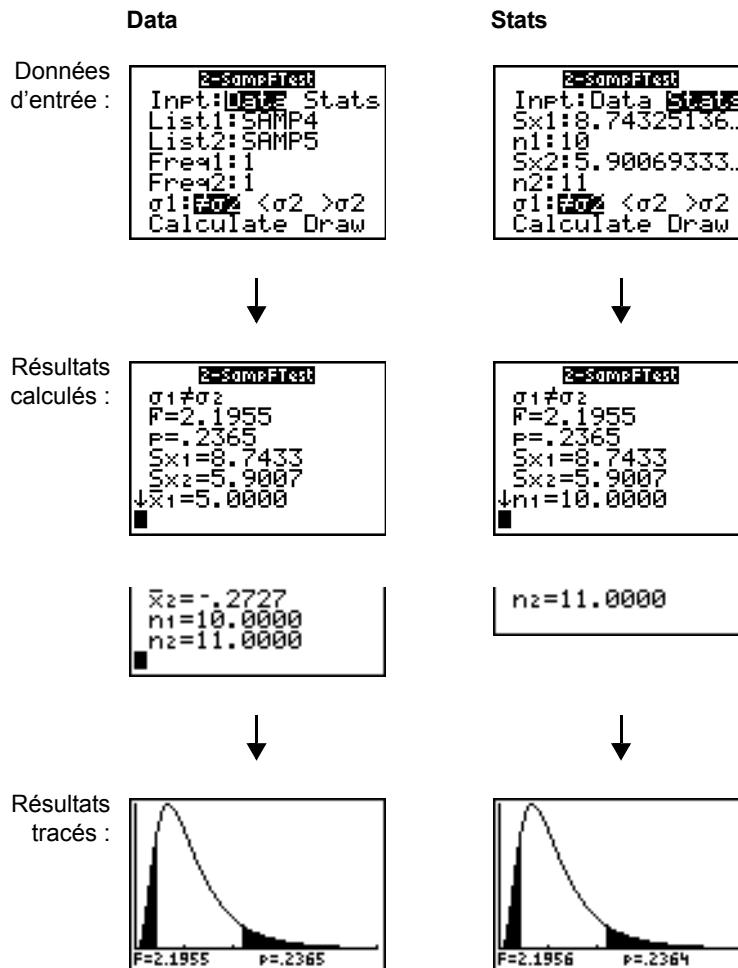 Data
Stats
Données
d'entrée :
2-SampFTest
Inpt:Data Stats
List1:SAMP4
List2:SAMP5
Freq1:1
Freq2:1
σ1:≠σ2 <σ2 >σ2
Calculate Draw
2-SampFTest
Inpt:Data Stats
Sx1:8.74325136…
n1:10
Sx2:5.90069333…
n2:11
σ1:≠σ2 <σ2 >σ2
Calculate Draw
Résultats
calculés :
2-SampFTest
σ1≠σ2
F=2.1955
p=.2365
Sx1=8.7433
Sx2=5.9007
↓x̄1=5.0000
2-SampFTest
σ1≠σ2
F=2.1955
p=.2365
Sx1=8.7433
Sx2=5.9007
↓n1=10.0000
x̄2=-.2727
n1=10.0000
n2=11.0000
n2=11.0000
Résultats
tracés :
F=2.1955 p=.2365
F=2.1956 p=.2364